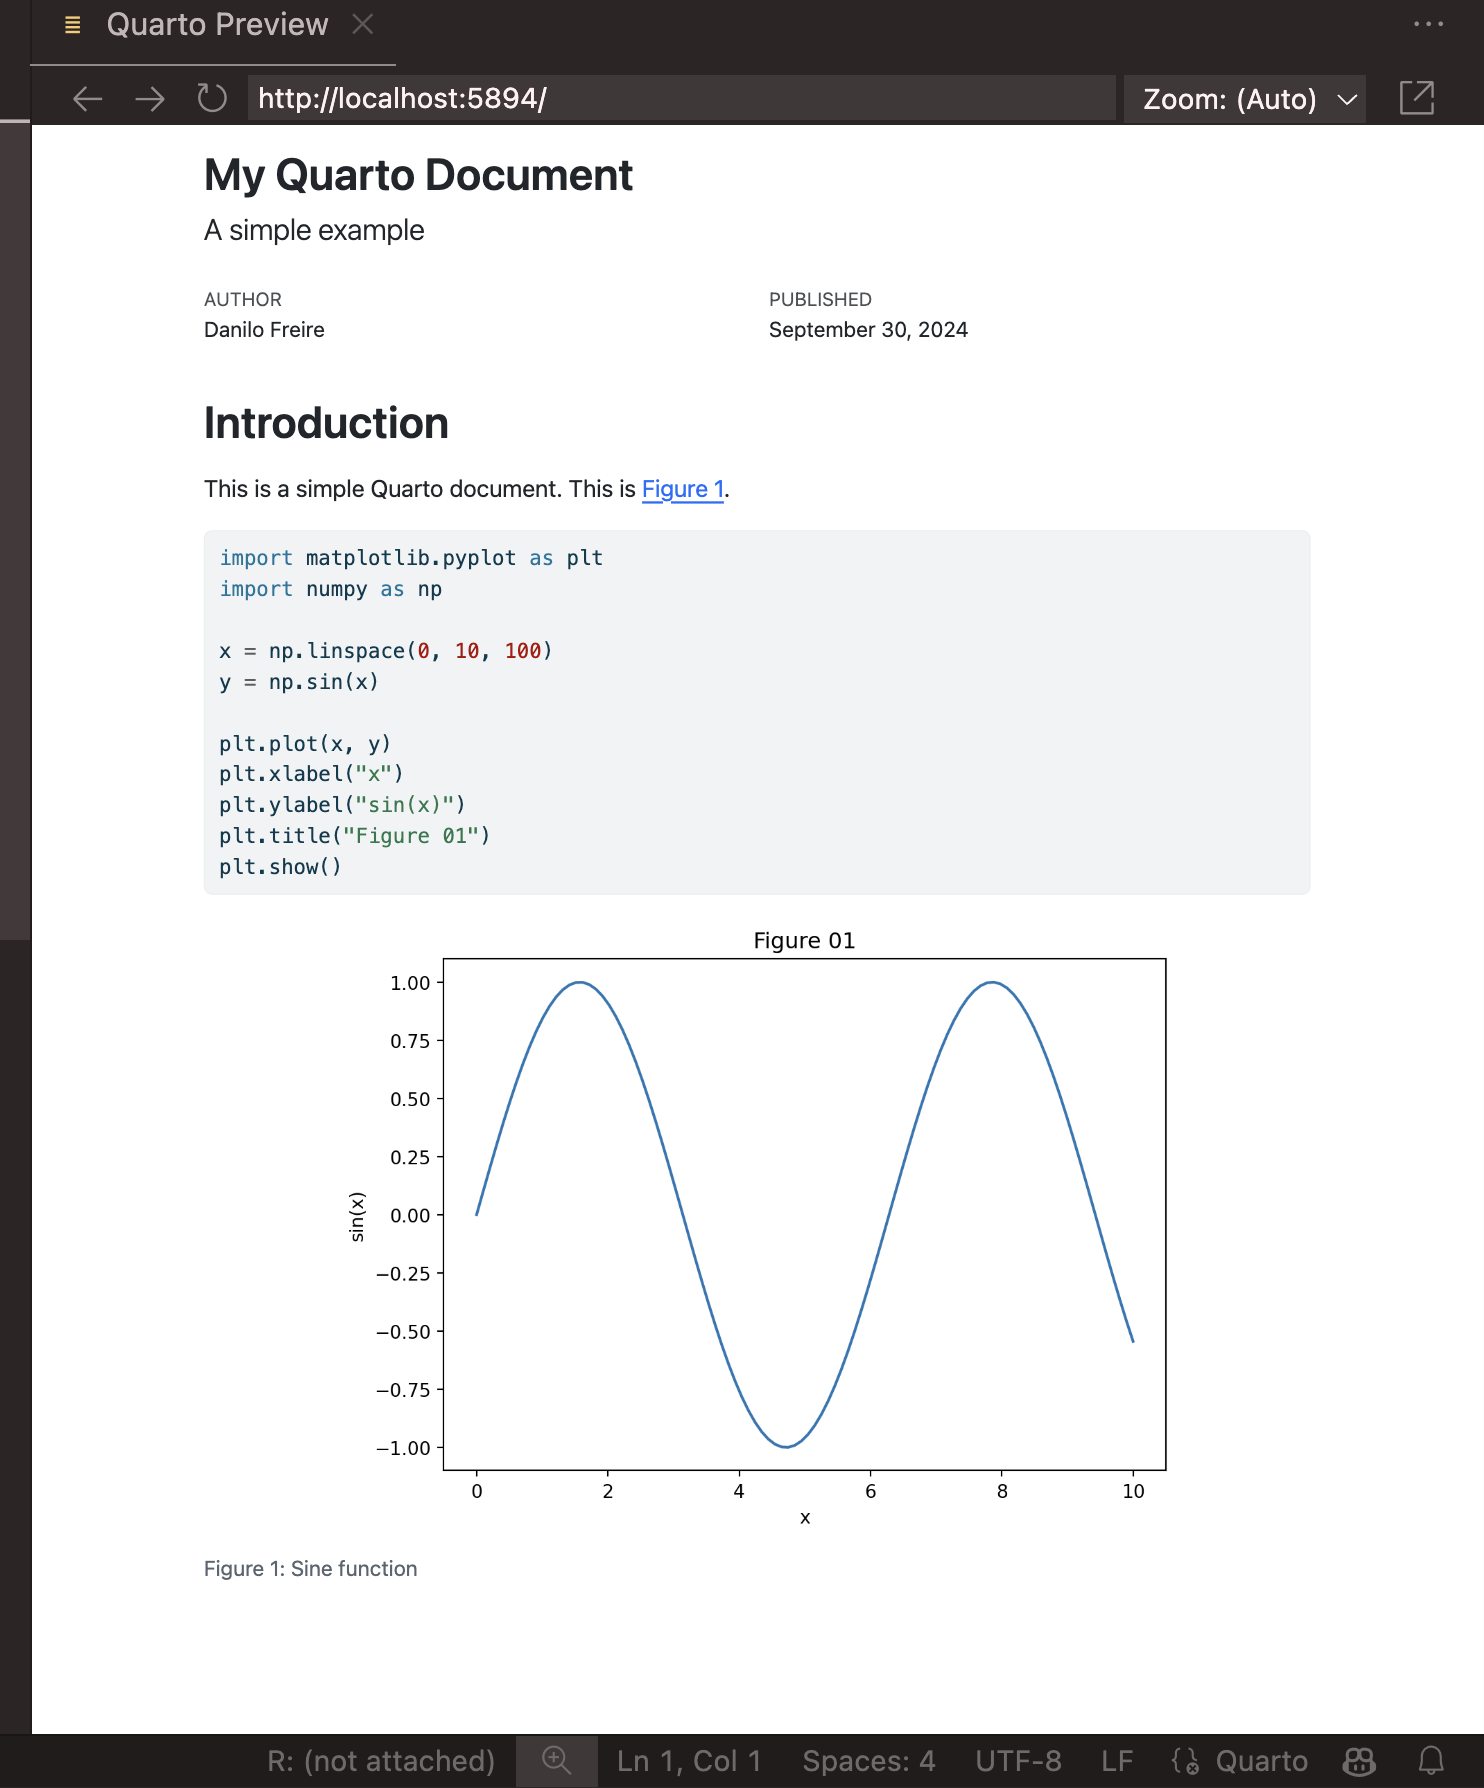 Quarto Preview
http://localhost:5894/
Zoom: (Auto)
My Quarto Document
A simple example
AUTHOR
Danilo Freire
PUBLISHED
September 30, 2024
Introduction
This is a simple Quarto document. This is Figure 1.
import matplotlib.pyplot as plt
import numpy as np
x = np.linspace(0, 10, 100)
y = np.sin(x)
plt.plot(x, y)
plt.xlabel("x")
plt.ylabel("sin(x)")
plt.title("Figure 01")
plt.show()
Figure 01
1.00
0.75
0.50
0.25
0.00
−0.25
−0.50
−0.75
−1.00
sin(x)
0 2 4 6 8 10
x
Figure 1: Sine function
R: (not attached) Ln 1, Col 1 Spaces: 4 UTF-8 LF Quarto